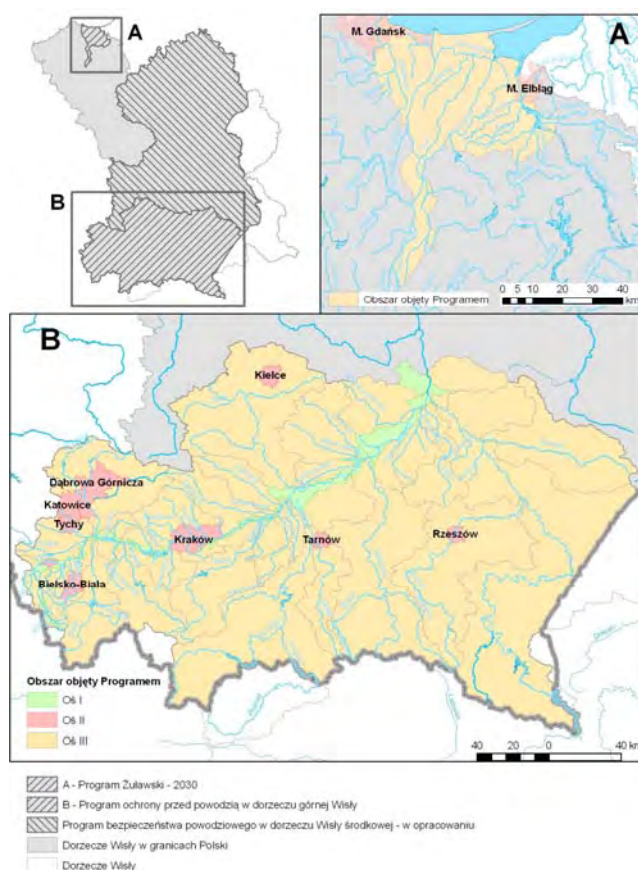 A
B
A
M. Gdańsk
M. Elbląg
Obszar objęty Programem
0 5 10 20 30 40
km
B
Kielce
Dąbrowa Górnicza
Katowice
Tychy
Kraków
Tarnów
Rzeszów
Bielsko-Biała
Obszar objęty Programem
Oś I
Oś II
Oś III
40 20 0 40 km
A - Program Żuławski - 2030
B - Program ochrony przed powodzią w dorzeczu górnej Wisły
Program bezpieczeństwa powodziowego w dorzeczu Wisły środkowej - w opracowaniu
Dorzecze Wisły w granicach Polski
Dorzecze Wisły